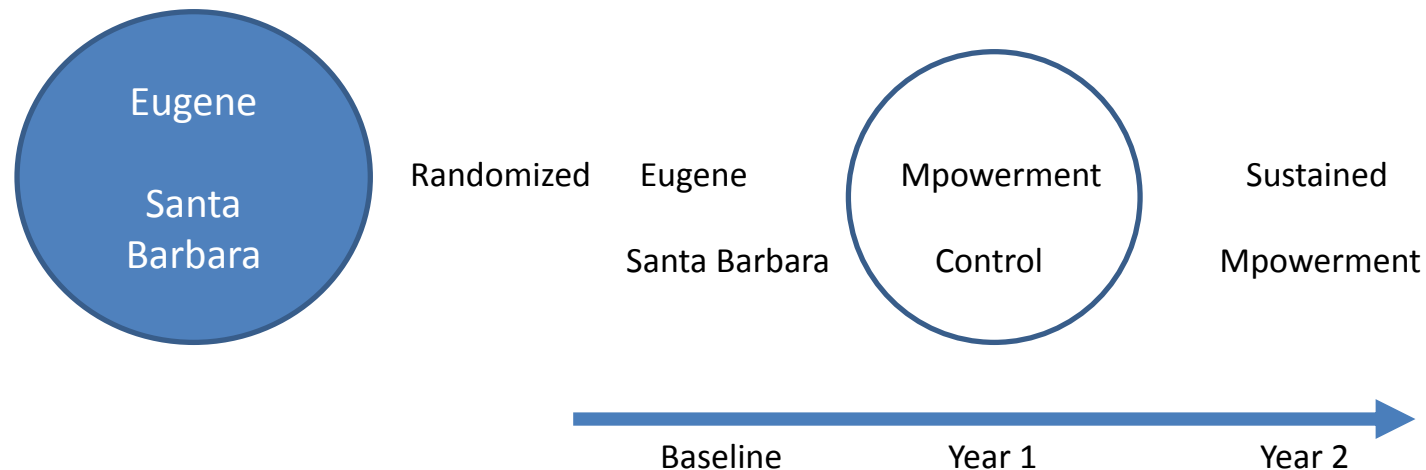 Eugene
Santa
Barbara
Randomized Eugene Mpowerment Sustained
Santa Barbara Control Mpowerment
Baseline Year 1 Year 2